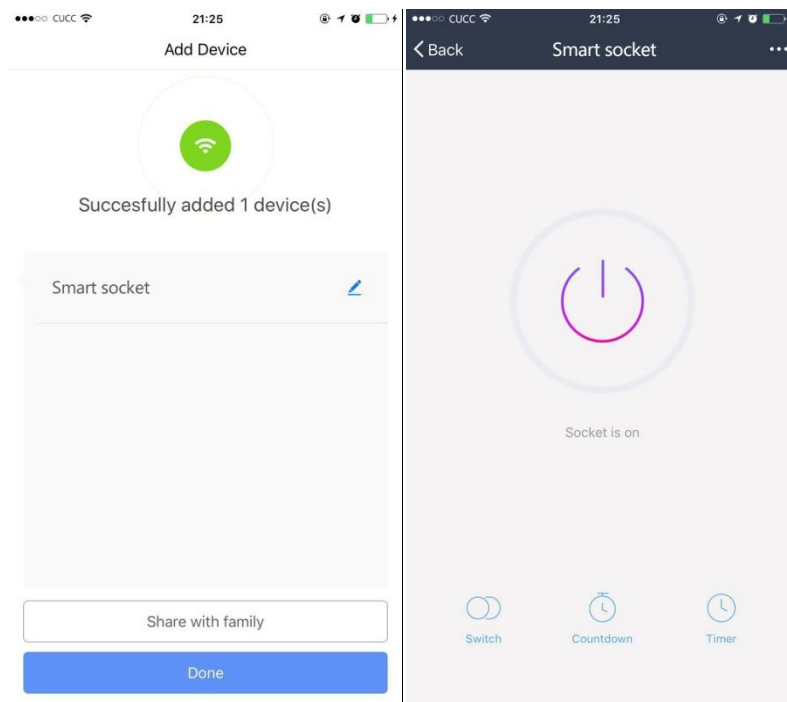 CUCC 21:25
Add Device
Succesfully added 1 device(s)
Smart socket
Share with family
Done
CUCC 21:25
Back Smart socket
Socket is on
Switch Countdown Timer